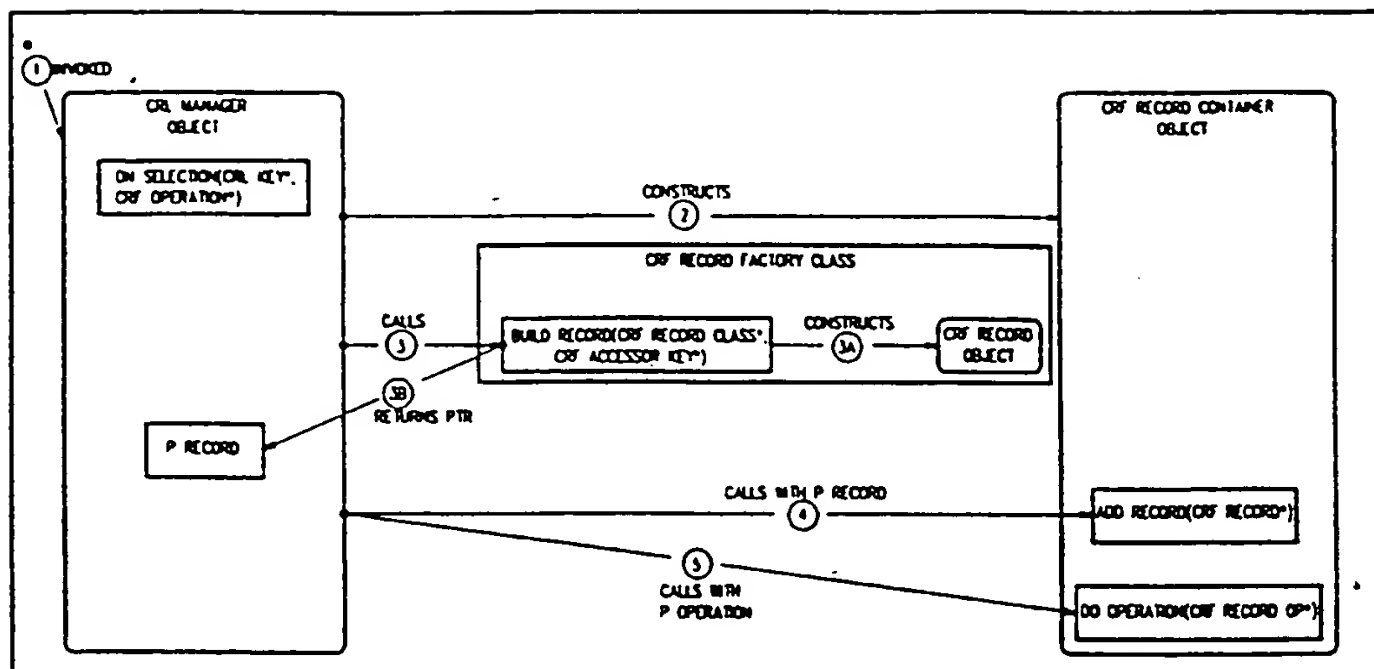 1 INVOKED
CRL MANAGER
OBJECT
CRF RECORD CONTAINER
OBJECT
ON SELECTION(CRL KEY*,
CRF OPERATION*)
CONSTRUCTS
2
CRF RECORD FACTORY CLASS
CALLS
3
BUILD RECORD(CRF RECORD CLASS*,
CRF ACCESSOR KEY*)
CONSTRUCTS
3A
CRF RECORD
OBJECT
3B
RETURNS PTR
P RECORD
CALLS WITH P RECORD
4
ADD RECORD(CRF RECORD*)
5
CALLS WITH
P OPERATION
DO OPERATION(CRF RECORD OP*)